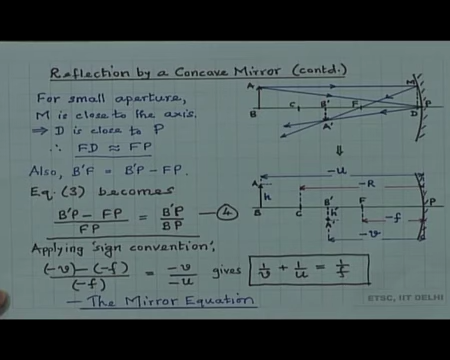 Reflection by a Concave Mirror (contd.)
For small aperture,
M is close to the axis.
⇒ D is close to P
∴ FD ≈ FP
Also, B'F = B'P – FP.
Eq. (3) becomes
(B'P – FP)/FP = B'P/BP — (4)
Applying 'sign convention',
((-v)-(-f))/(-f) = -v/-u gives 1/v + 1/u = 1/f
— The Mirror Equation
A M
B C B' F D P
A'
⇓
-u
-R
A h B' P
B C h' F
A' -f
-v
ETSC, IIT DELHI